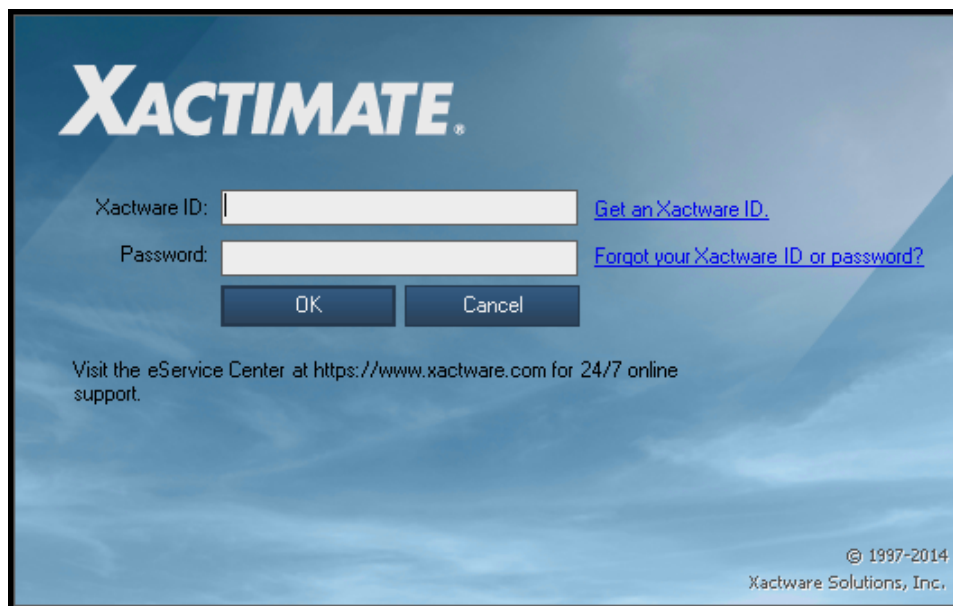 XACTIMATE®
Xactware ID:
Get an Xactware ID.
Password:
Forgot your Xactware ID or password?
OK
Cancel
Visit the eService Center at https://www.xactware.com for 24/7 online
support.
© 1997-2014
Xactware Solutions, Inc.